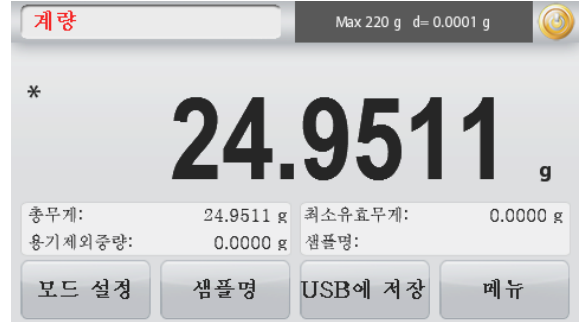 계량 Max 220 g d= 0.0001 g
*
24.9511 g
총무게: 24.9511 g 최소유효무게: 0.0000 g
용기제외중량: 0.0000 g 샘플명:
모드 설정 샘플명 USB에 저장 메뉴